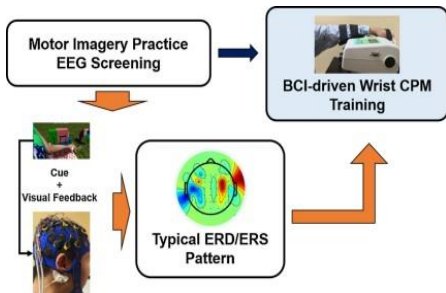 Motor Imagery Practice
EEG Screening
BCI-driven Wrist CPM
Training
Cue
+
Visual Feedback
Typical ERD/ERS
Pattern